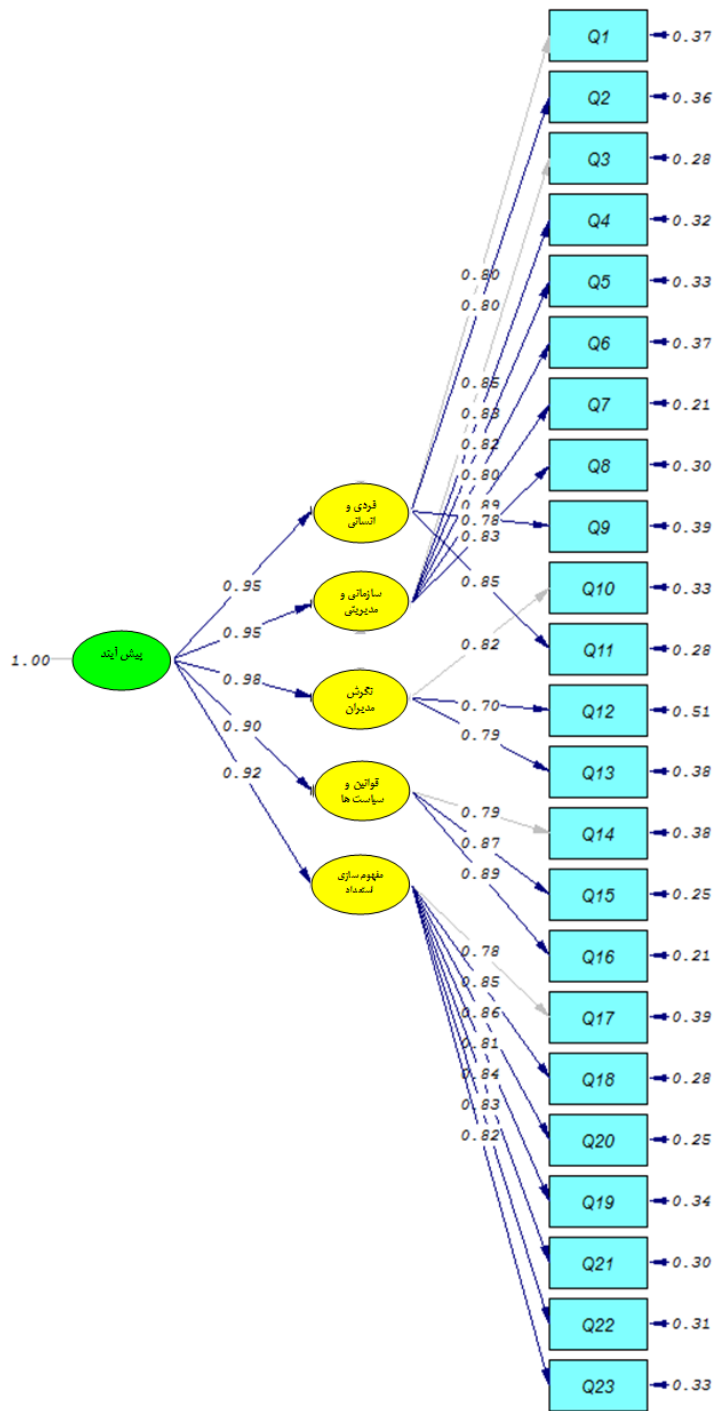 Q1
0.37
Q2
0.36
Q3
0.28
Q4
0.32
Q5
0.33
Q6
0.37
Q7
0.21
Q8
0.30
Q9
0.39
Q10
0.33
Q11
0.28
Q12
0.51
Q13
0.38
Q14
0.38
Q15
0.25
Q16
0.21
Q17
0.39
Q18
0.28
Q20
0.25
Q19
0.34
Q21
0.30
Q22
0.31
Q23
0.33
0.80
0.80
0.85
0.83
0.82
0.80
0.89
0.78
0.83
0.85
0.82
0.70
0.79
0.79
0.87
0.89
0.78
0.85
0.86
0.81
0.84
0.83
0.82
فردی و
انسانی
سازمانی و
مدیریتی
نگرش
مدیران
قوانین و
سیاست ها
مفهوم سازی
استعداد
0.95
0.95
0.98
0.90
0.92
1.00
پیش آیند